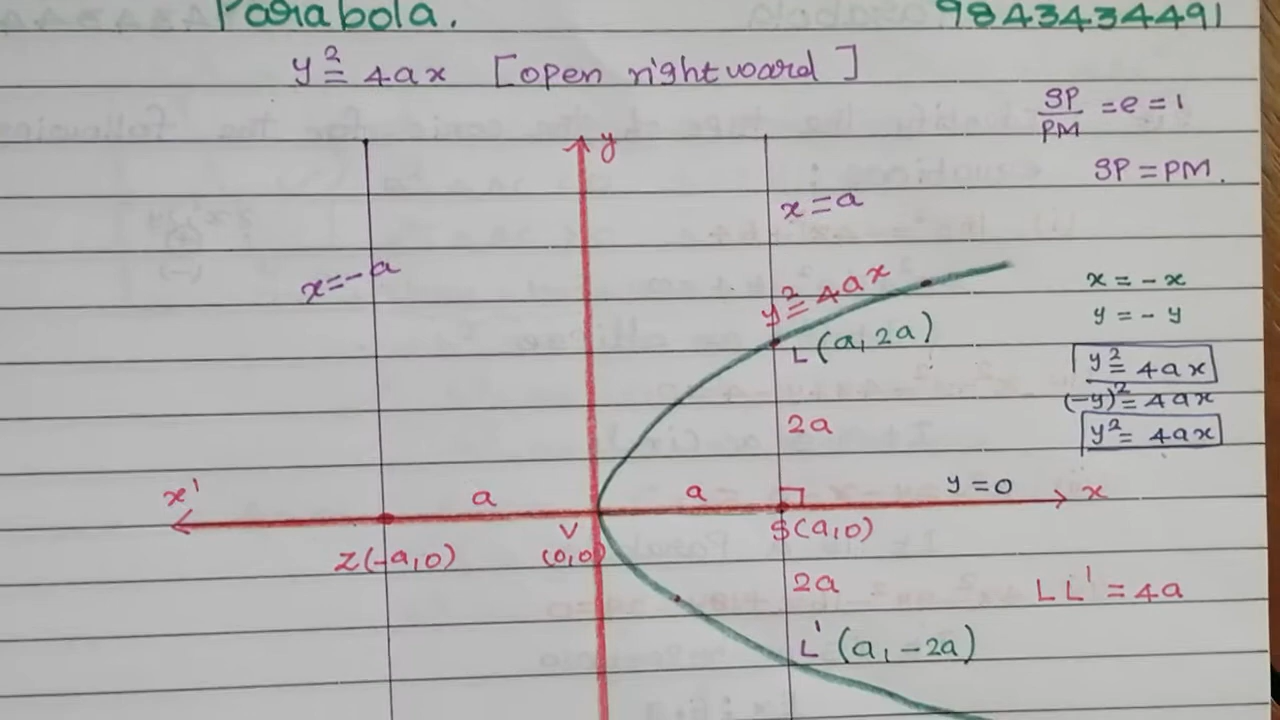 Parabola. 9843434491
y² = 4ax [open rightward]
SP/PM = e = 1
SP = PM.
y
x = a
x = -a
y² = 4ax
L(a, 2a)
x = -x
y = -y
y² = 4ax
(-y)² = 4ax
y² = 4ax
2a
x' a a y = 0 x
V
Z(-a,0) (0,0) S(a,0)
2a LL' = 4a
L'(a, -2a)